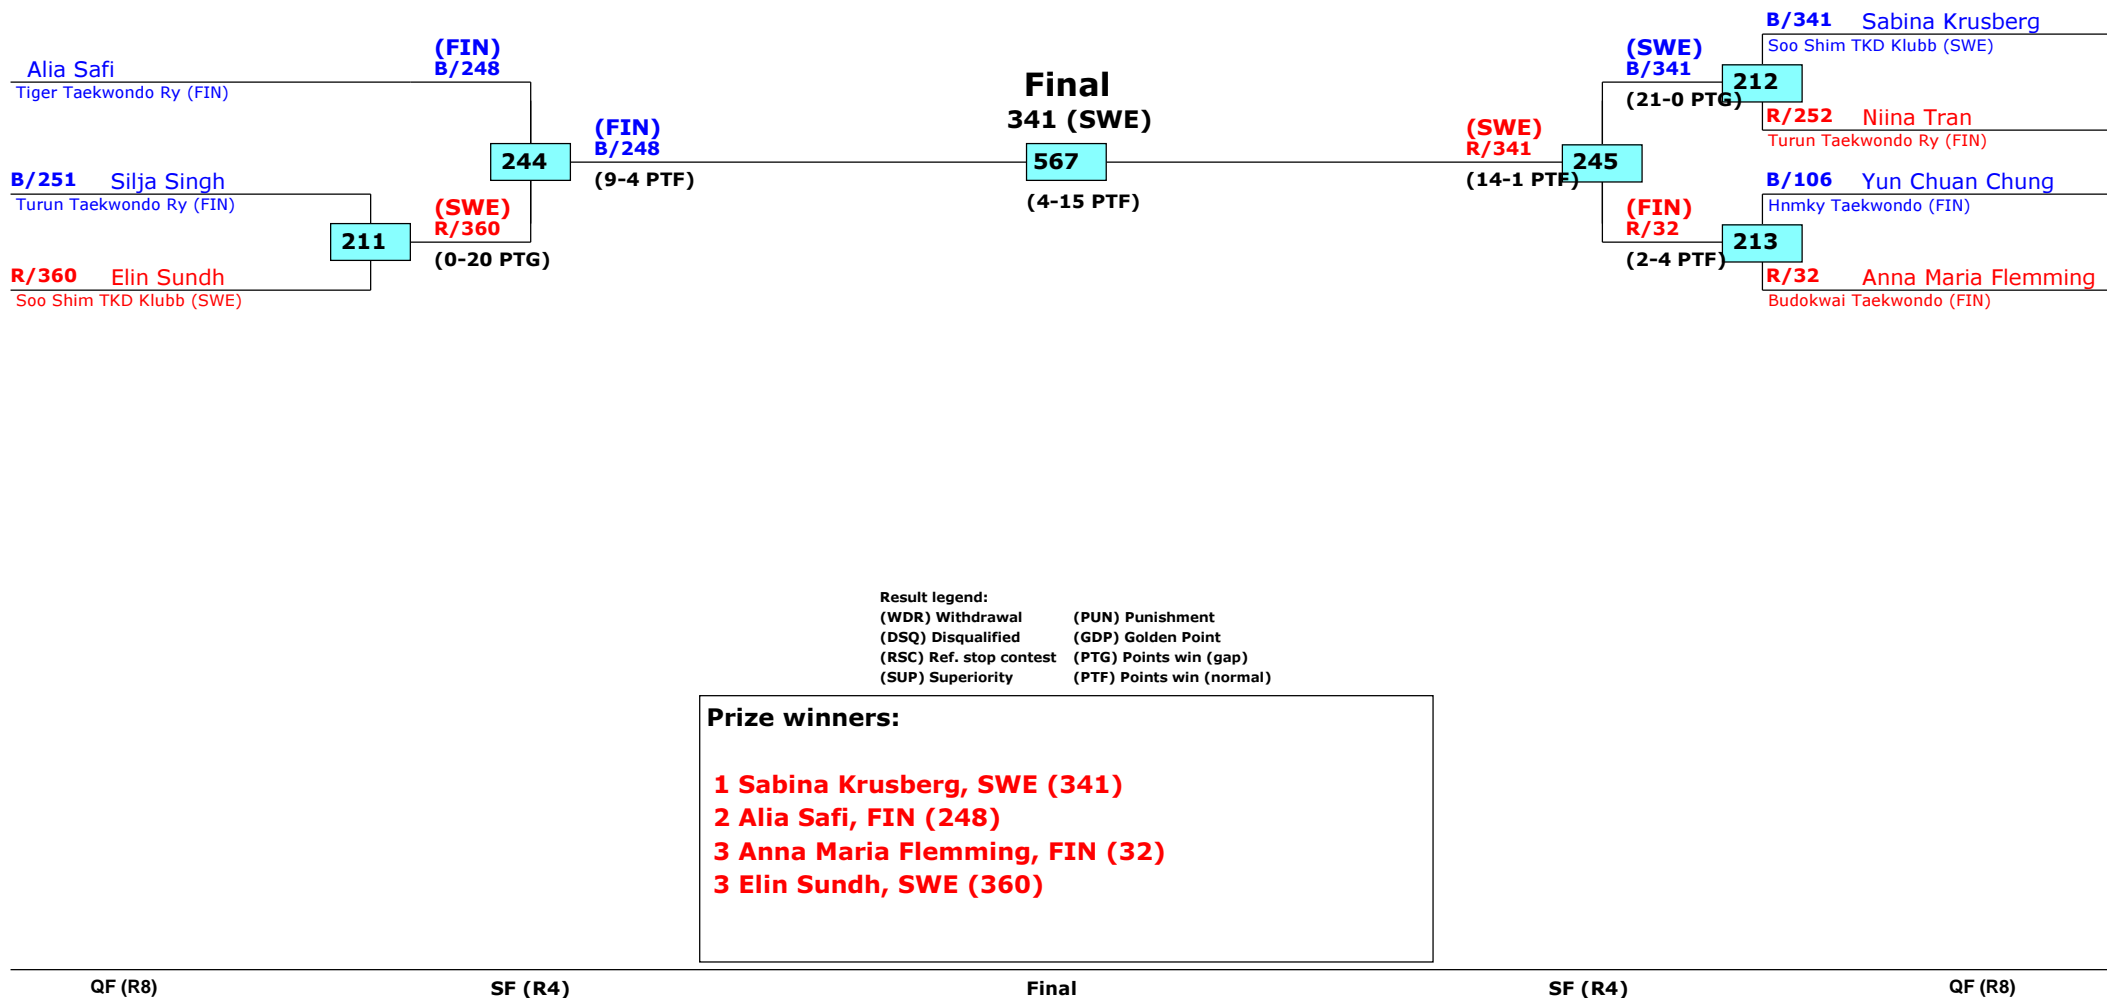 Alia Safi
Tiger Taekwondo Ry (FIN)
B/251 Silja Singh
Turun Taekwondo Ry (FIN)
R/360 Elin Sundh
Soo Shim TKD Klubb (SWE)
211
(FIN)
B/248
(SWE)
R/360
(0-20 PTG)
244
(FIN)
B/248
(9-4 PTF)
Final
341 (SWE)
567
(4-15 PTF)
(SWE)
R/341
(14-1 PTF)
245
(SWE)
B/341
(21-0 PTG)
(FIN)
R/32
(2-4 PTF)
212
213
B/341 Sabina Krusberg
Soo Shim TKD Klubb (SWE)
R/252 Niina Tran
Turun Taekwondo Ry (FIN)
B/106 Yun Chuan Chung
Hnmky Taekwondo (FIN)
R/32 Anna Maria Flemming
Budokwai Taekwondo (FIN)
Result legend:
(WDR) Withdrawal (PUN) Punishment
(DSQ) Disqualified (GDP) Golden Point
(RSC) Ref. stop contest (PTG) Points win (gap)
(SUP) Superiority (PTF) Points win (normal)
Prize winners:
1 Sabina Krusberg, SWE (341)
2 Alia Safi, FIN (248)
3 Anna Maria Flemming, FIN (32)
3 Elin Sundh, SWE (360)
QF (R8) SF (R4) Final SF (R4) QF (R8)